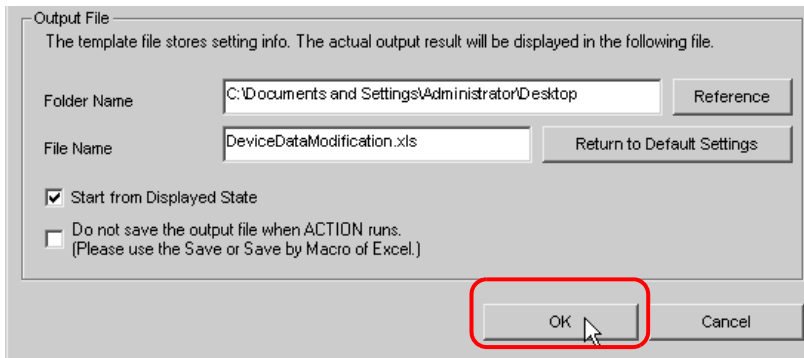 Output File
The template file stores setting info. The actual output result will be displayed in the following file.
Folder Name
C:\Documents and Settings\Administrator\Desktop
Reference
File Name
DeviceDataModification.xls
Return to Default Settings
Start from Displayed State
Do not save the output file when ACTION runs.
(Please use the Save or Save by Macro of Excel.)
OK
Cancel